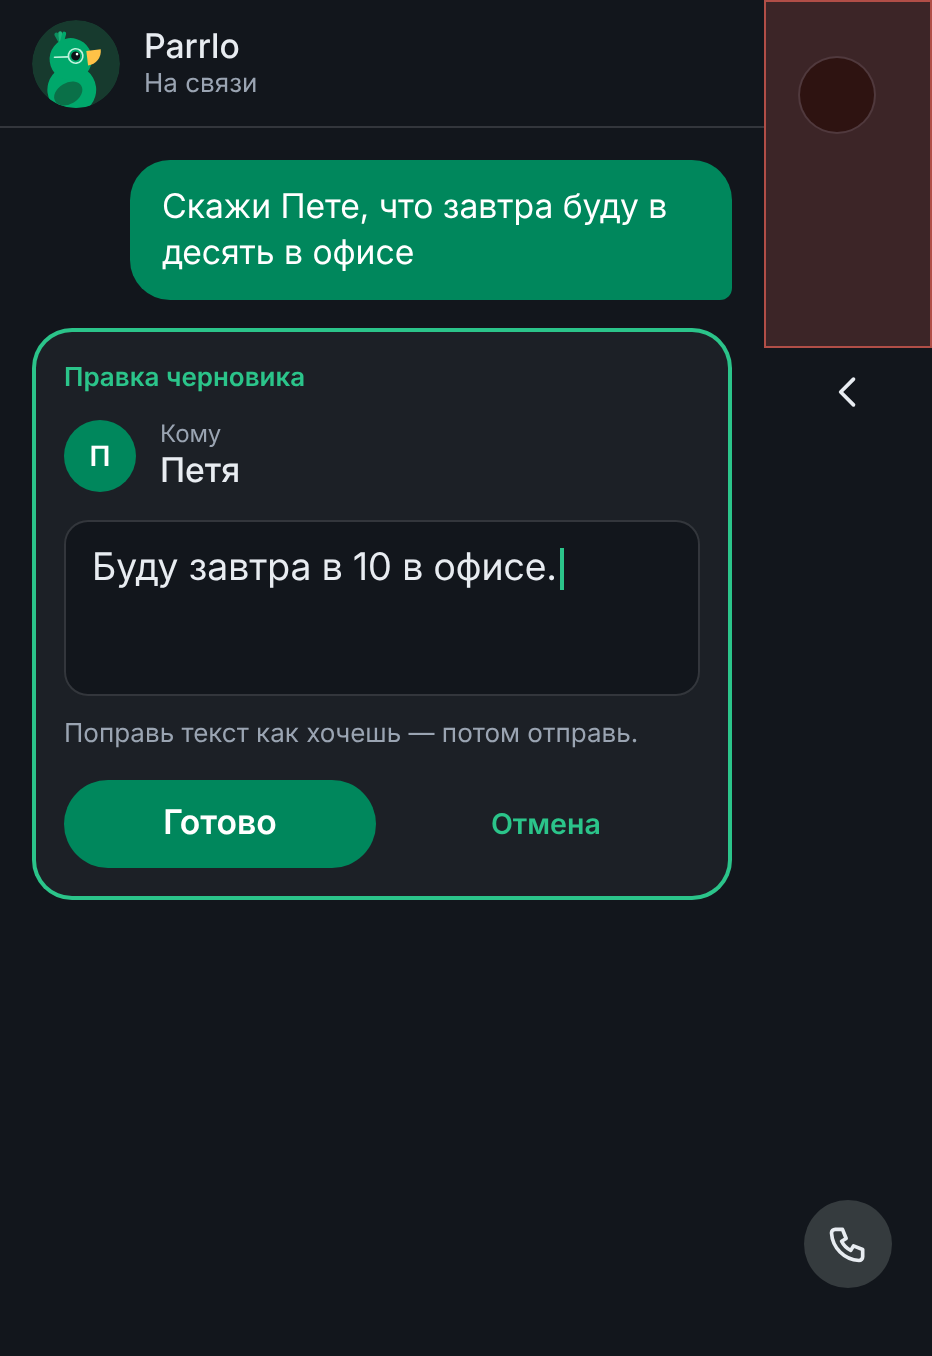 Parrlo
На связи
Скажи Пете, что завтра буду в
десять в офисе
Правка черновика
П
Кому
Петя
Буду завтра в 10 в офисе.
Поправь текст как хочешь — потом отправь.
Готово
Отмена